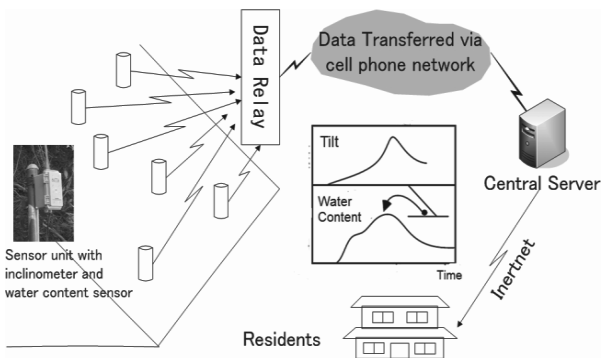 Data Relay
Data Transferred via
cell phone network
Tilt
Water
Content
Time
Central Server
Sensor unit with
inclinometer and
water content sensor
Inertnet
Residents